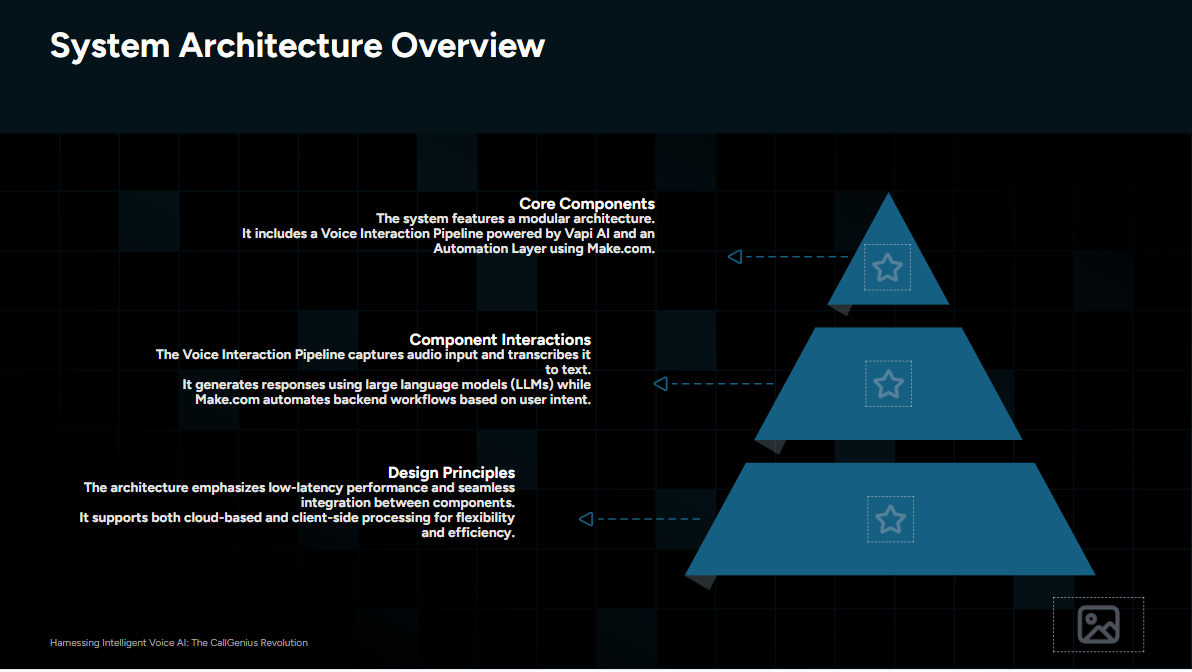 System Architecture Overview
Core Components
The system features a modular architecture.
It includes a Voice Interaction Pipeline powered by Vapi AI and an
Automation Layer using Make.com.
Component Interactions
The Voice Interaction Pipeline captures audio input and transcribes it
to text.
It generates responses using large language models (LLMs) while
Make.com automates backend workflows based on user intent.
Design Principles
The architecture emphasizes low-latency performance and seamless
integration between components.
It supports both cloud-based and client-side processing for flexibility
and efficiency.
Harnessing Intelligent Voice AI: The CallGenius Revolution